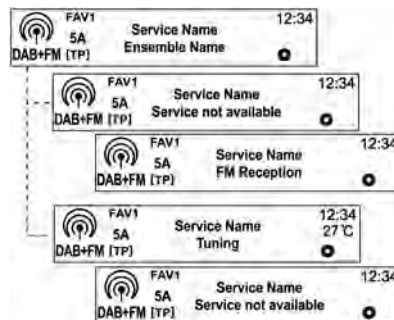 FAV1 12:34
Service Name
5A
Ensemble Name
DAB+FM [TP]
FAV1 12:34
Service Name
5A
Service not available
DAB+FM [TP]
FAV1 12:34
Service Name
5A
FM Reception
DAB+FM [TP]
FAV1 12:34
Service Name 27℃
5A
Tuning
DAB+FM [TP]
FAV1 12:34
Service Name
5A
Service not available
DAB+FM [TP]